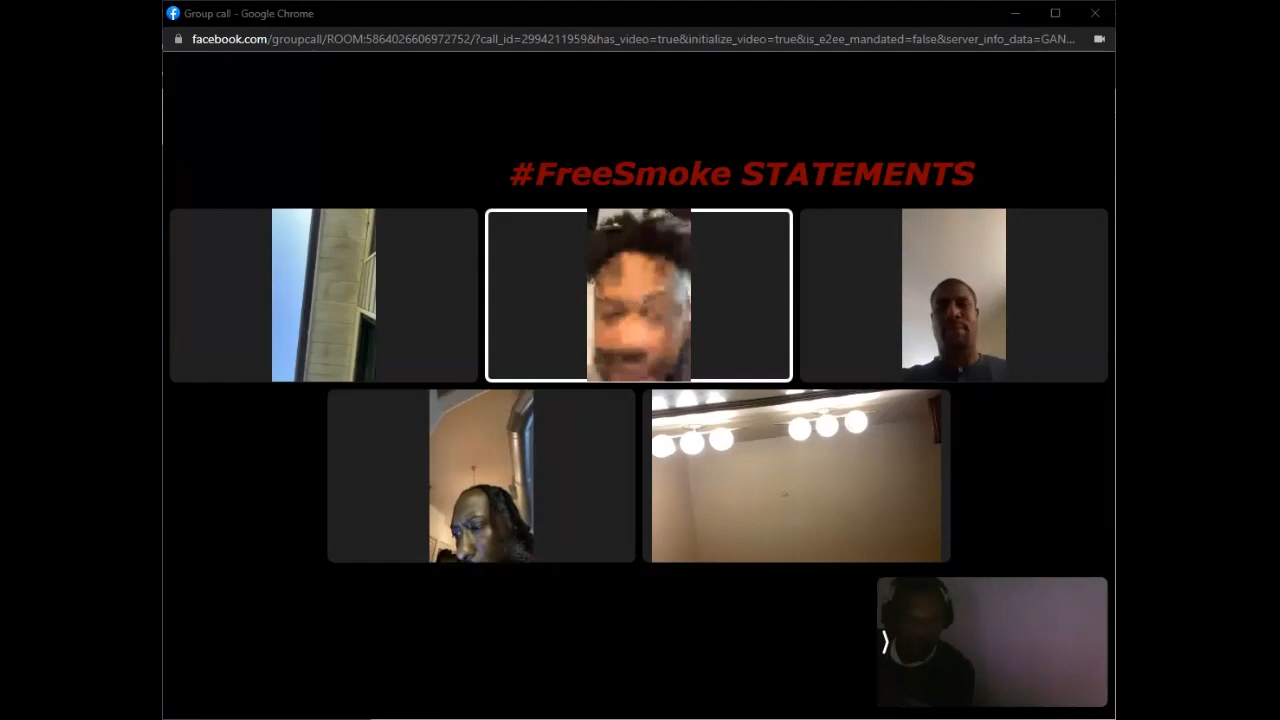 Group call - Google Chrome
facebook.com/groupcall/ROOM:5864026606972752/?call_id=2994211959&has_video=true&initialize_video=true&is_e2ee_mandated=false&server_info_data=GAN...
#FreeSmoke STATEMENTS